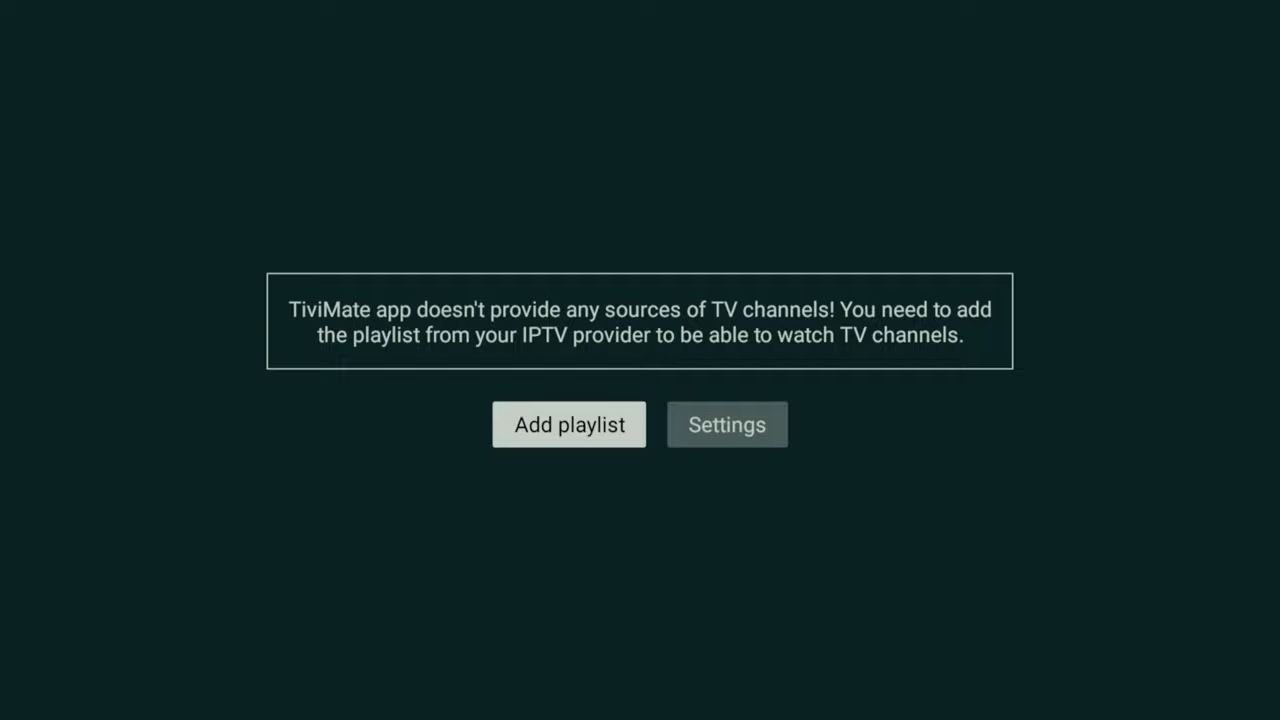 TiviMate app doesn't provide any sources of TV channels! You need to add
the playlist from your IPTV provider to be able to watch TV channels.
Add playlist
Settings